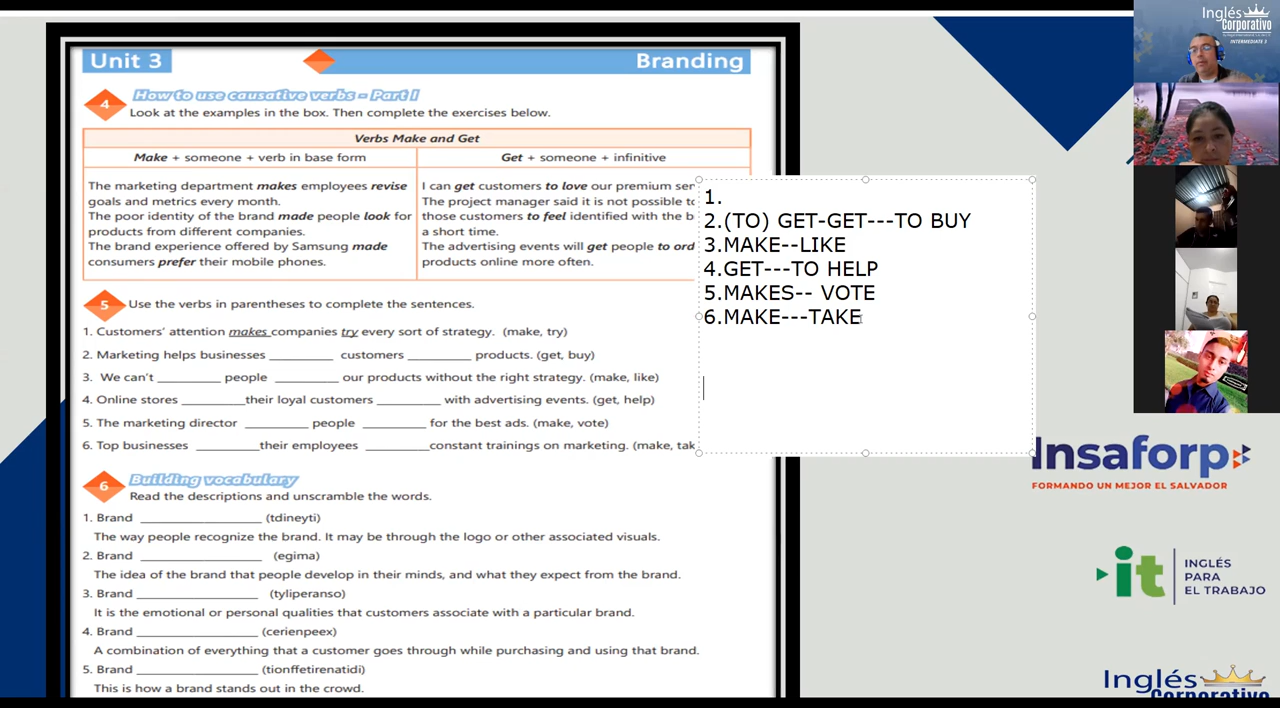 Unit 3
Branding
4
How to use causative verbs – Part I
Look at the examples in the box. Then complete the exercises below.
Verbs Make and Get
Make + someone + verb in base form
Get + someone + infinitive
The marketing department makes employees revise
goals and metrics every month.
The poor identity of the brand made people look for
products from different companies.
The brand experience offered by Samsung made
consumers prefer their mobile phones.
I can get customers to love our premium
The project manager said it is not possible
those customers to feel identified with the
a short time.
The advertising events will get people to
products online more often.
5
Use the verbs in parentheses to complete the sentences.
1. Customers' attention makes companies try every sort of strategy. (make, try)
2. Marketing helps businesses __________ customers __________ products. (get, buy)
3. We can't __________ people __________ our products without the right strategy. (make, like)
4. Online stores __________their loyal customers __________ with advertising events. (get, help)
5. The marketing director __________ people __________ for the best ads. (make, vote)
6. Top businesses __________their employees __________constant trainings on marketing. (make,
6
Building vocabulary
Read the descriptions and unscramble the words.
1. Brand ____________________ (tdineyti)
The way people recognize the brand. It may be through the logo or other associated visuals.
2. Brand ____________________ (egima)
The idea of the brand that people develop in their minds, and what they expect from the brand.
3. Brand ____________________ (tyliperanso)
It is the emotional or personal qualities that customers associate with a particular brand.
4. Brand ____________________ (cerienpeex)
A combination of everything that a customer goes through while purchasing and using that brand.
5. Brand ____________________ (tionffetirenatidi)
This is how a brand stands out in the crowd.
1.
2.(TO) GET-GET---TO BUY
3.MAKE--LIKE
4.GET---TO HELP
5.MAKES-- VOTE
6.MAKE---TAKE
Inglés
Corporativo
INTERMEDIATE 3
Insaforp
FORMANDO UN MEJOR EL SALVADOR
it
INGLÉS
PARA
EL TRABAJO
Inglés
Corporativo